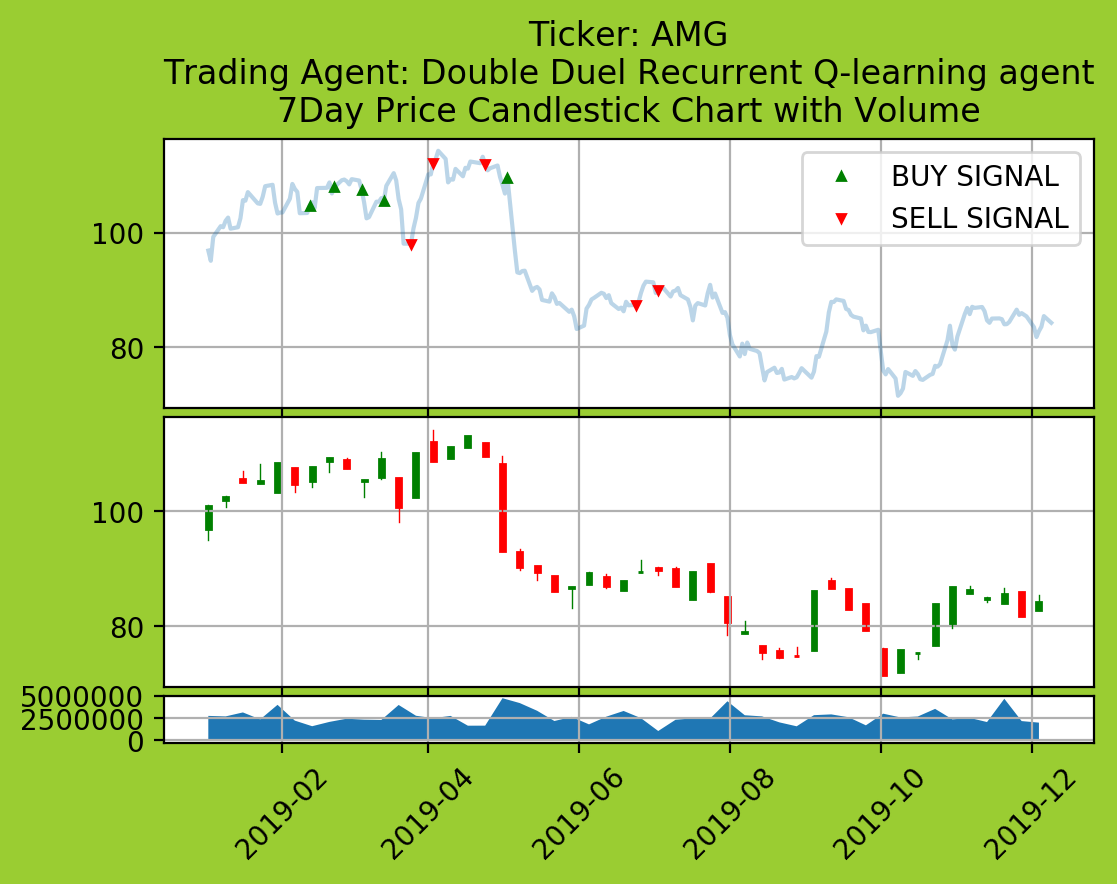 Ticker: AMG
Trading Agent: Double Duel Recurrent Q-learning agent
7Day Price Candlestick Chart with Volume
BUY SIGNAL
SELL SIGNAL
100
80
100
80
5000000
2500000
0
2019-02
2019-04
2019-06
2019-08
2019-10
2019-12